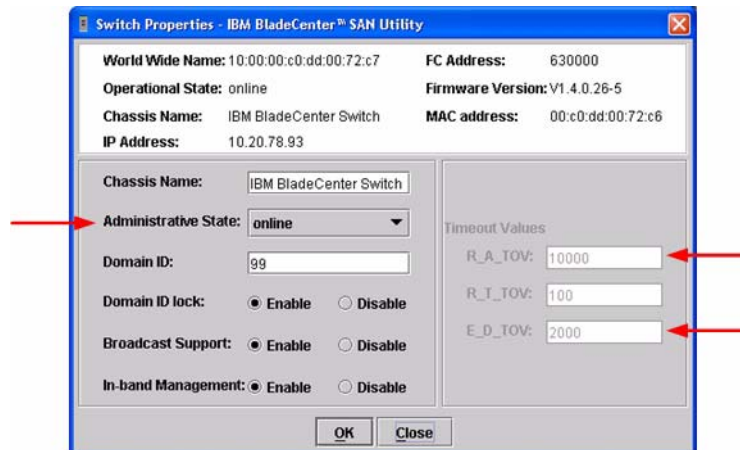 Switch Properties - IBM BladeCenter™ SAN Utility
World Wide Name: 10:00:00:c0:dd:00:72:c7 FC Address: 630000
Operational State: online Firmware Version: V1.4.0.26-5
Chassis Name: IBM BladeCenter Switch MAC address: 00:c0:dd:00:72:c6
IP Address: 10.20.78.93
Chassis Name: IBM BladeCenter Switch
Administrative State: online
Timeout Values
Domain ID: 99
R_A_TOV: 10000
Domain ID lock: Enable Disable
R_T_TOV: 100
Broadcast Support: Enable Disable
E_D_TOV: 2000
In-band Management: Enable Disable
OK Close